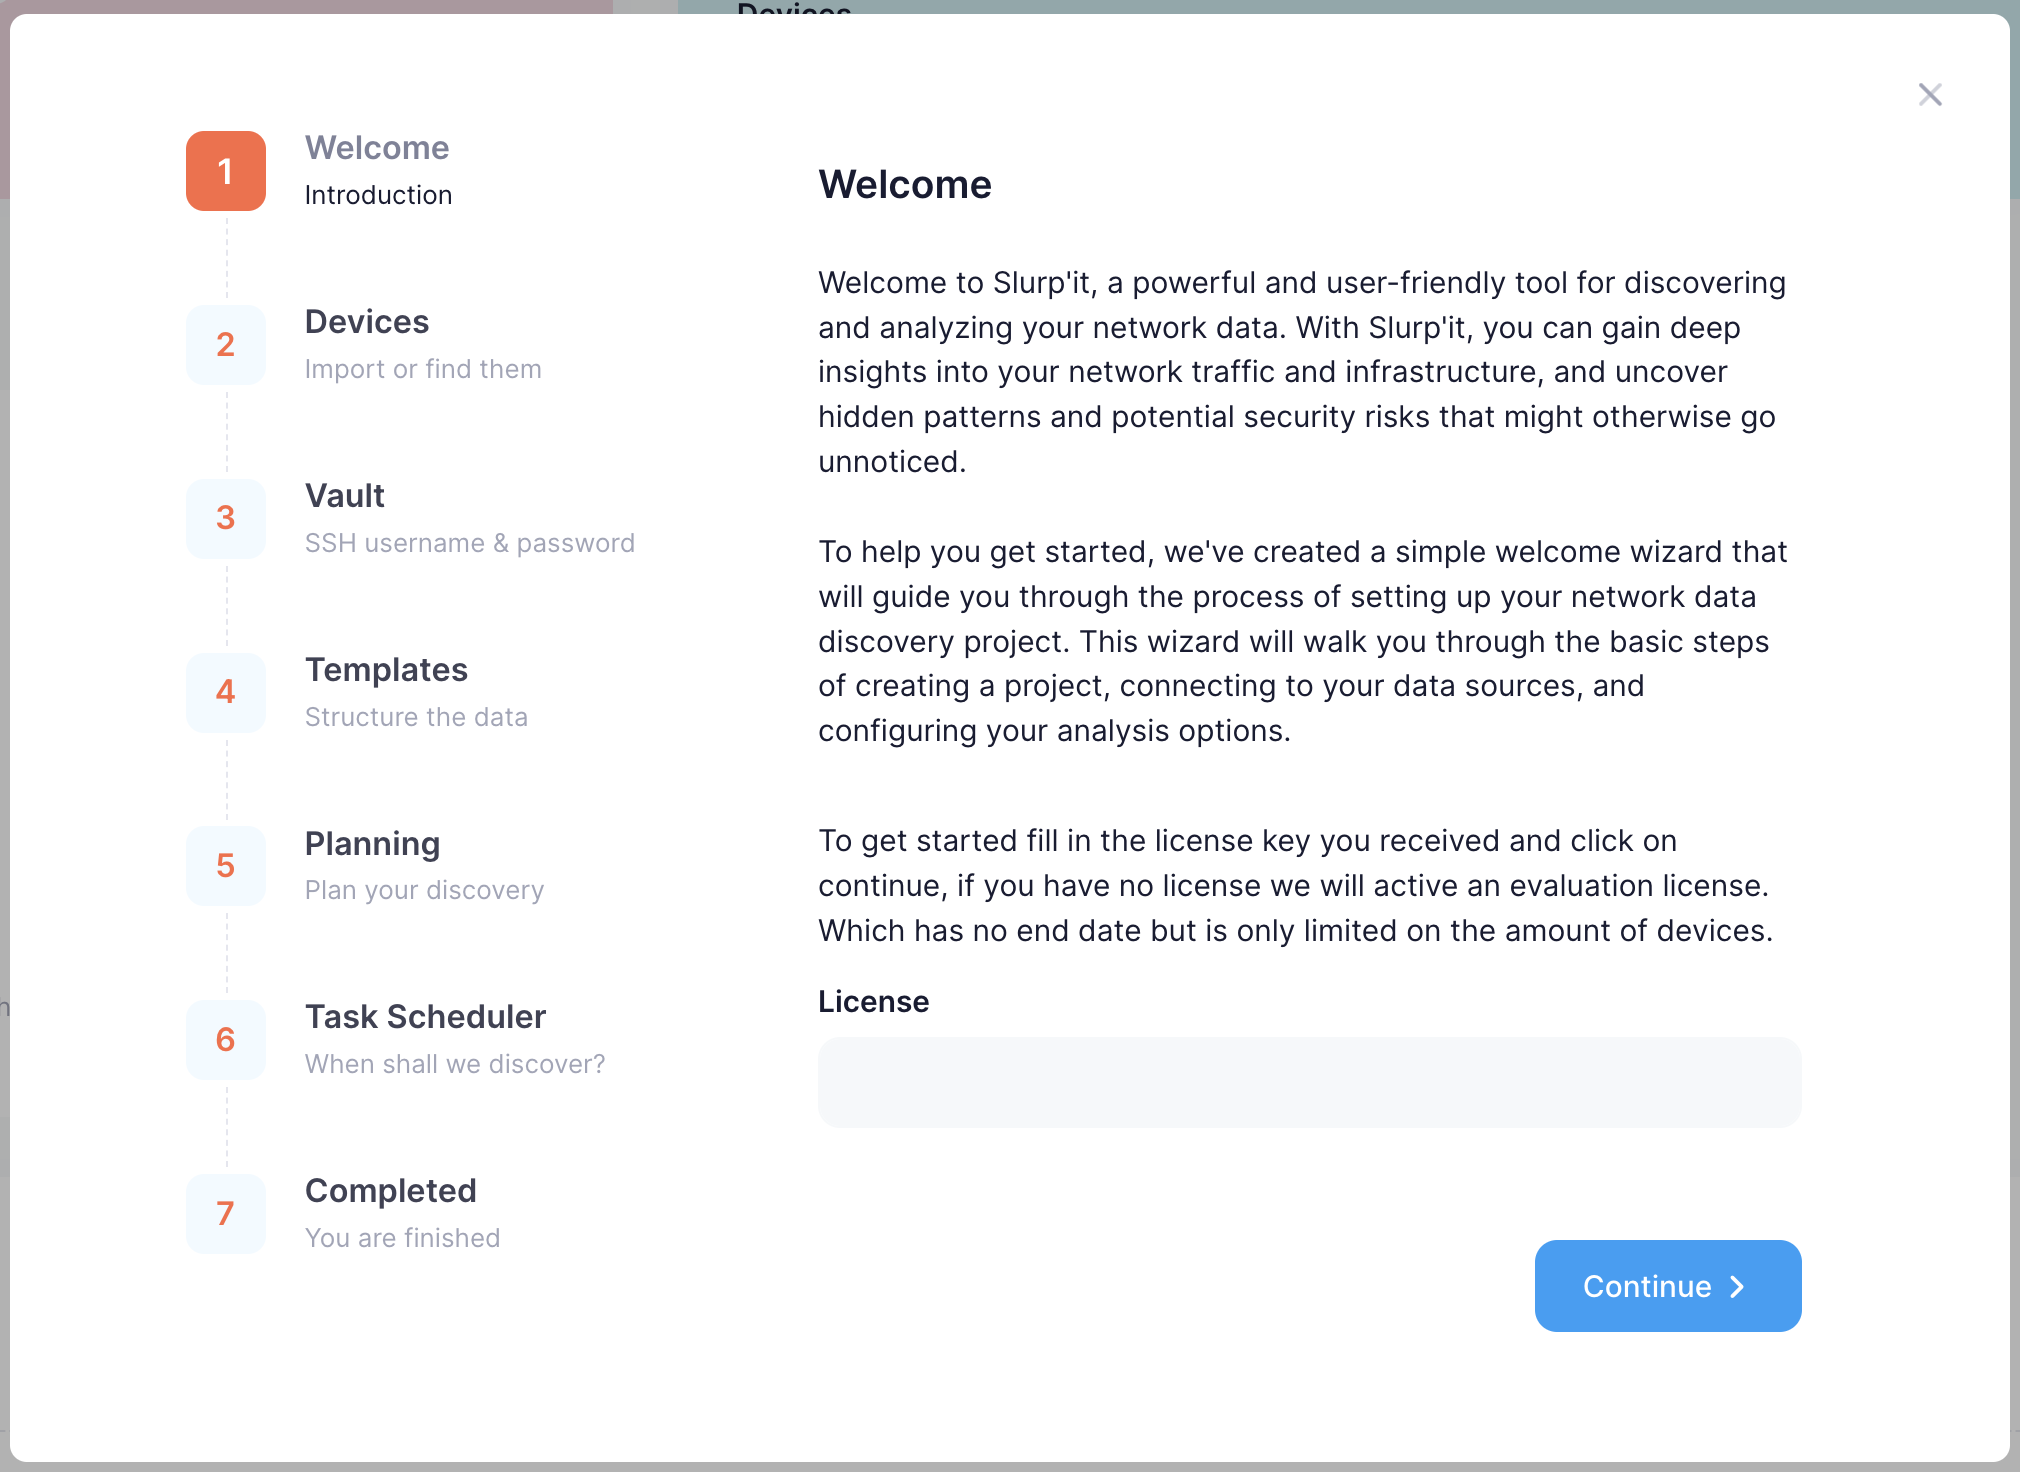 Devices
1
Welcome
Introduction
2
Devices
Import or find them
3
Vault
SSH username & password
4
Templates
Structure the data
5
Planning
Plan your discovery
6
Task Scheduler
When shall we discover?
7
Completed
You are finished
Welcome
Welcome to Slurp'it, a powerful and user-friendly tool for discovering
and analyzing your network data. With Slurp'it, you can gain deep
insights into your network traffic and infrastructure, and uncover
hidden patterns and potential security risks that might otherwise go
unnoticed.
To help you get started, we've created a simple welcome wizard that
will guide you through the process of setting up your network data
discovery project. This wizard will walk you through the basic steps
of creating a project, connecting to your data sources, and
configuring your analysis options.
To get started fill in the license key you received and click on
continue, if you have no license we will active an evaluation license.
Which has no end date but is only limited on the amount of devices.
License
Continue